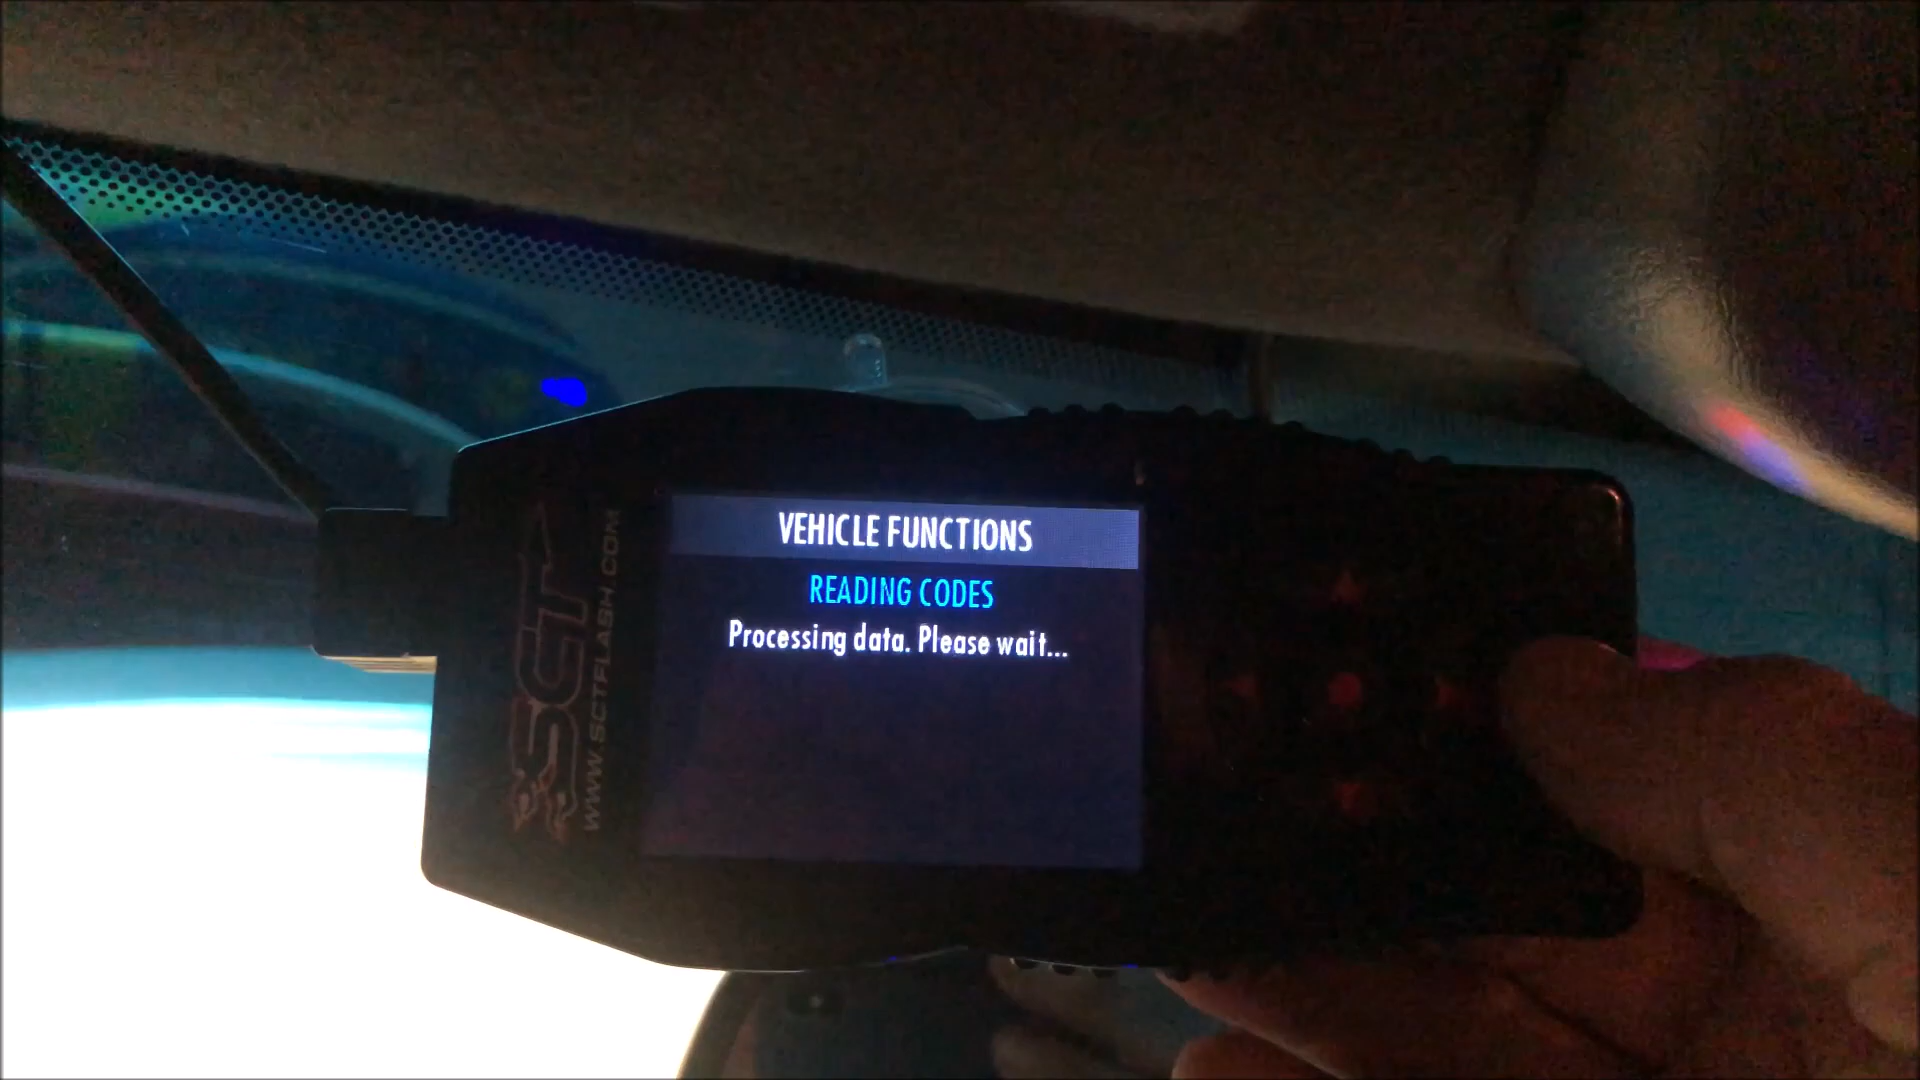 VEHICLE FUNCTIONS
READING CODES
Processing data. Please wait...
SCT
WWW.SCTFLASH.COM